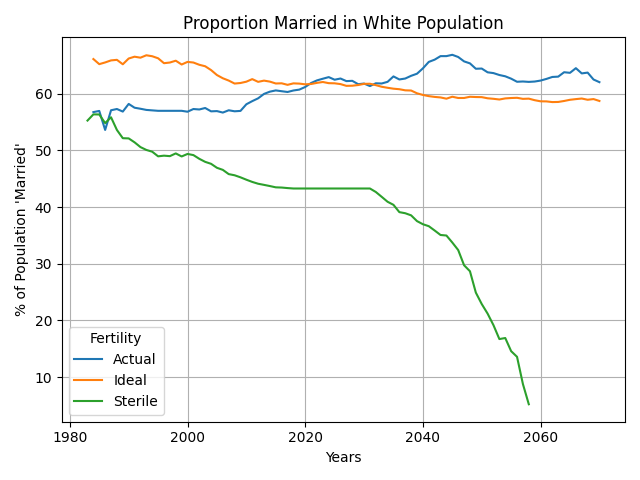 Proportion Married in White Population
% of Population 'Married'
60
50
40
30
20
10
Fertility
Actual
Ideal
Sterile
1980
2000
2020
2040
2060
Years